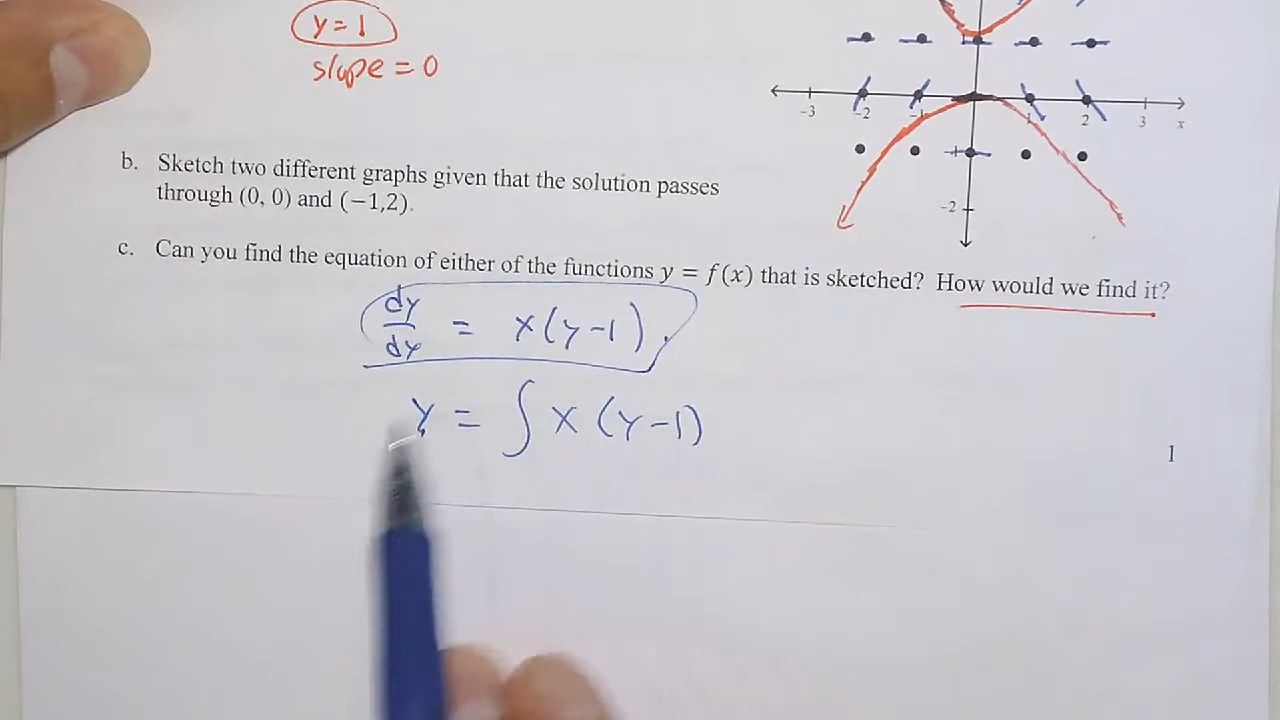 y = 1
slope = 0
-3 -2 -1 1 2 3 x
-2
b. Sketch two different graphs given that the solution passes
through (0, 0) and (−1,2).
c. Can you find the equation of either of the functions y = f(x) that is sketched? How would we find it?
dy/dx = x(y-1)
y = ∫ x (y-1)
1